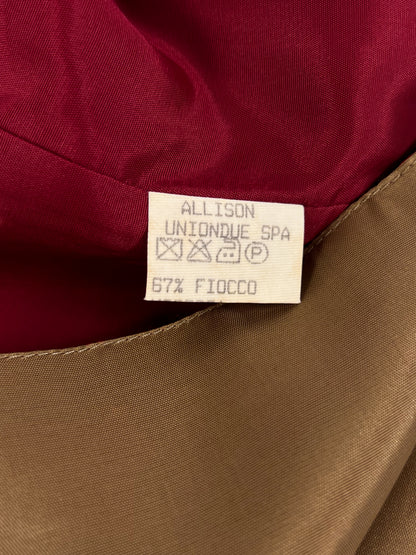 ALLISON
UNIONDUE SPA
P
67% FIOCCO